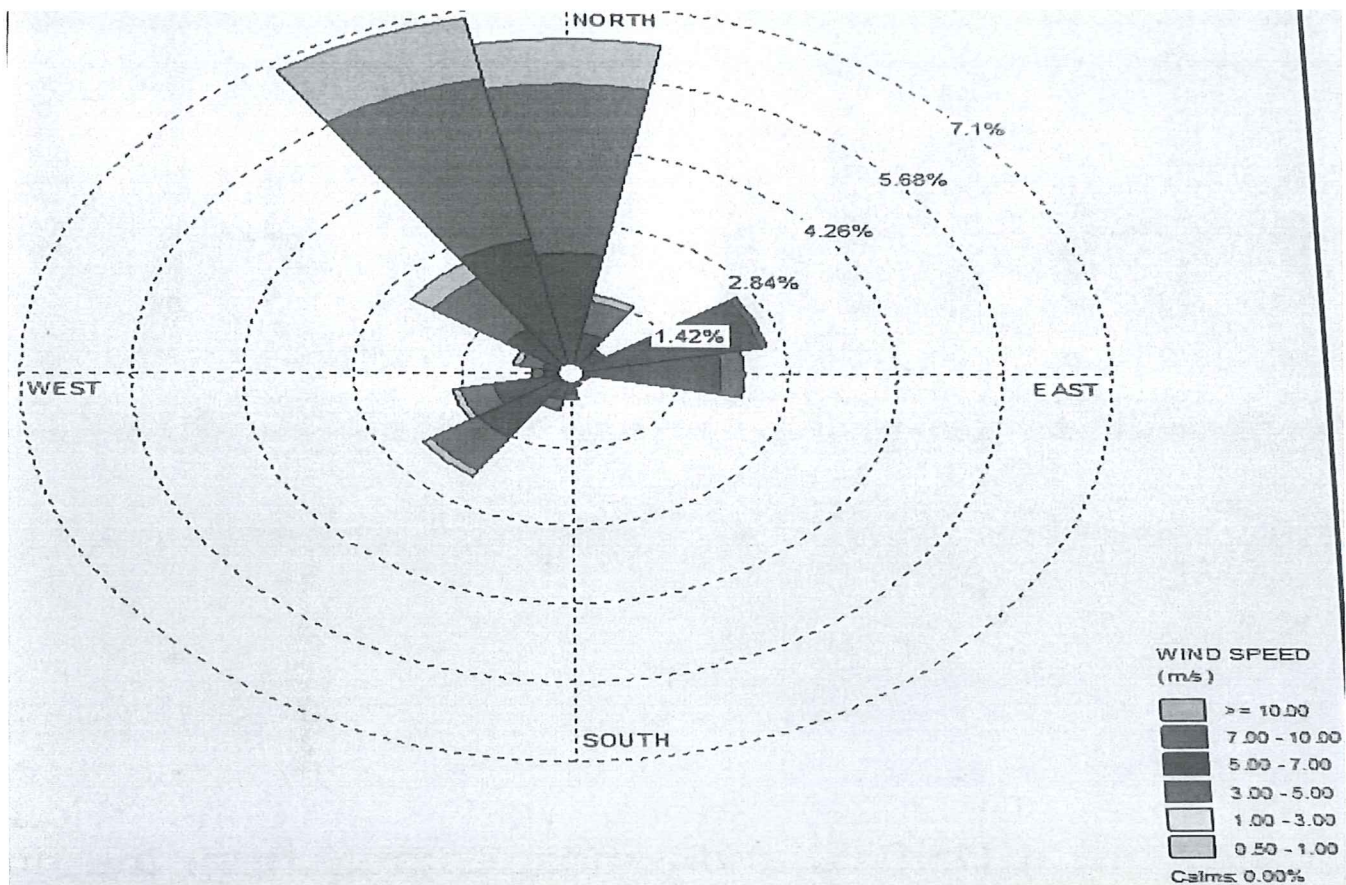 NORTH
7.1%
5.68%
4.26%
2.84%
1.42%
WEST
EAST
SOUTH
WIND SPEED
(m/s)
>= 10.00
7.00 - 10.00
5.00 - 7.00
3.00 - 5.00
1.00 - 3.00
0.50 - 1.00
Calms: 0.00%